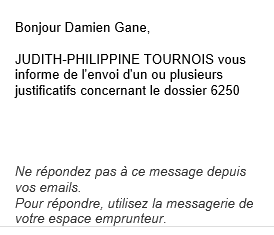 Bonjour Damien Gane,
JUDITH-PHILIPPINE TOURNOIS vous
informe de l'envoi d'un ou plusieurs
justificatifs concernant le dossier 6250
Ne répondez pas à ce message depuis
vos emails.
Pour répondre, utilisez la messagerie de
votre espace emprunteur.